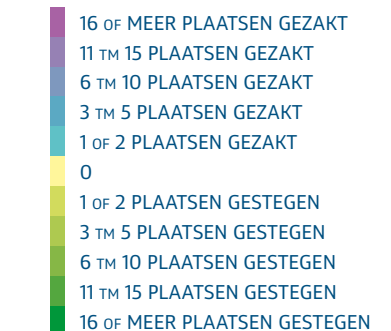 16 OF MEER PLAATSEN GEZAKT
11 TM 15 PLAATSEN GEZAKT
6 TM 10 PLAATSEN GEZAKT
3 TM 5 PLAATSEN GEZAKT
1 OF 2 PLAATSEN GEZAKT
0
1 OF 2 PLAATSEN GESTEGEN
3 TM 5 PLAATSEN GESTEGEN
6 TM 10 PLAATSEN GESTEGEN
11 TM 15 PLAATSEN GESTEGEN
16 OF MEER PLAATSEN GESTEGEN